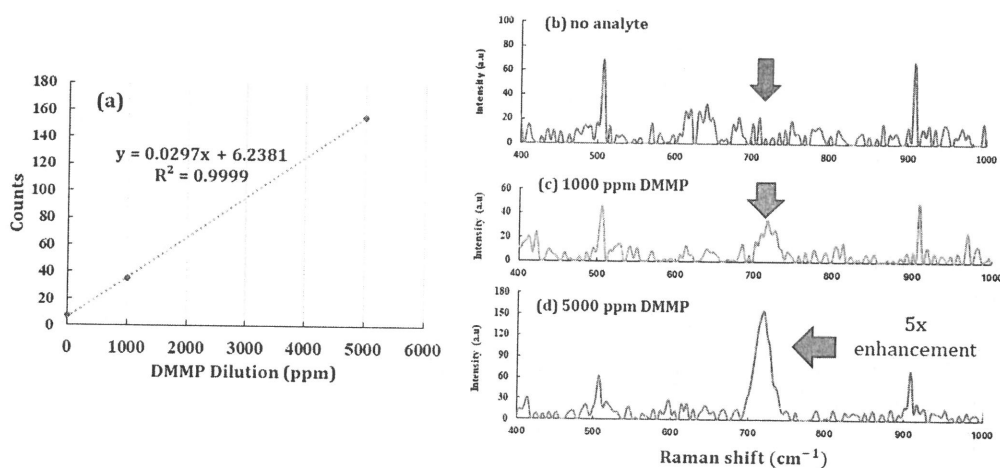 (a)
Counts
180
160
140
120
100
80
60
40
20
0
y = 0.0297x + 6.2381
R² = 0.9999
0 1000 2000 3000 4000 5000 6000
DMMP Dilution (ppm)
(b) no analyte
Intensity (a.u)
100
80
60
40
20
0
400 500 600 700 800 900 1000
(c) 1000 ppm DMMP
Intensity (a.u)
60
40
20
0
400 500 600 700 800 900 1000
(d) 5000 ppm DMMP
Intensity (a.u)
180
150
120
90
60
30
0
5x
enhancement
400 500 600 700 800 900 1000
Raman shift (cm⁻¹)